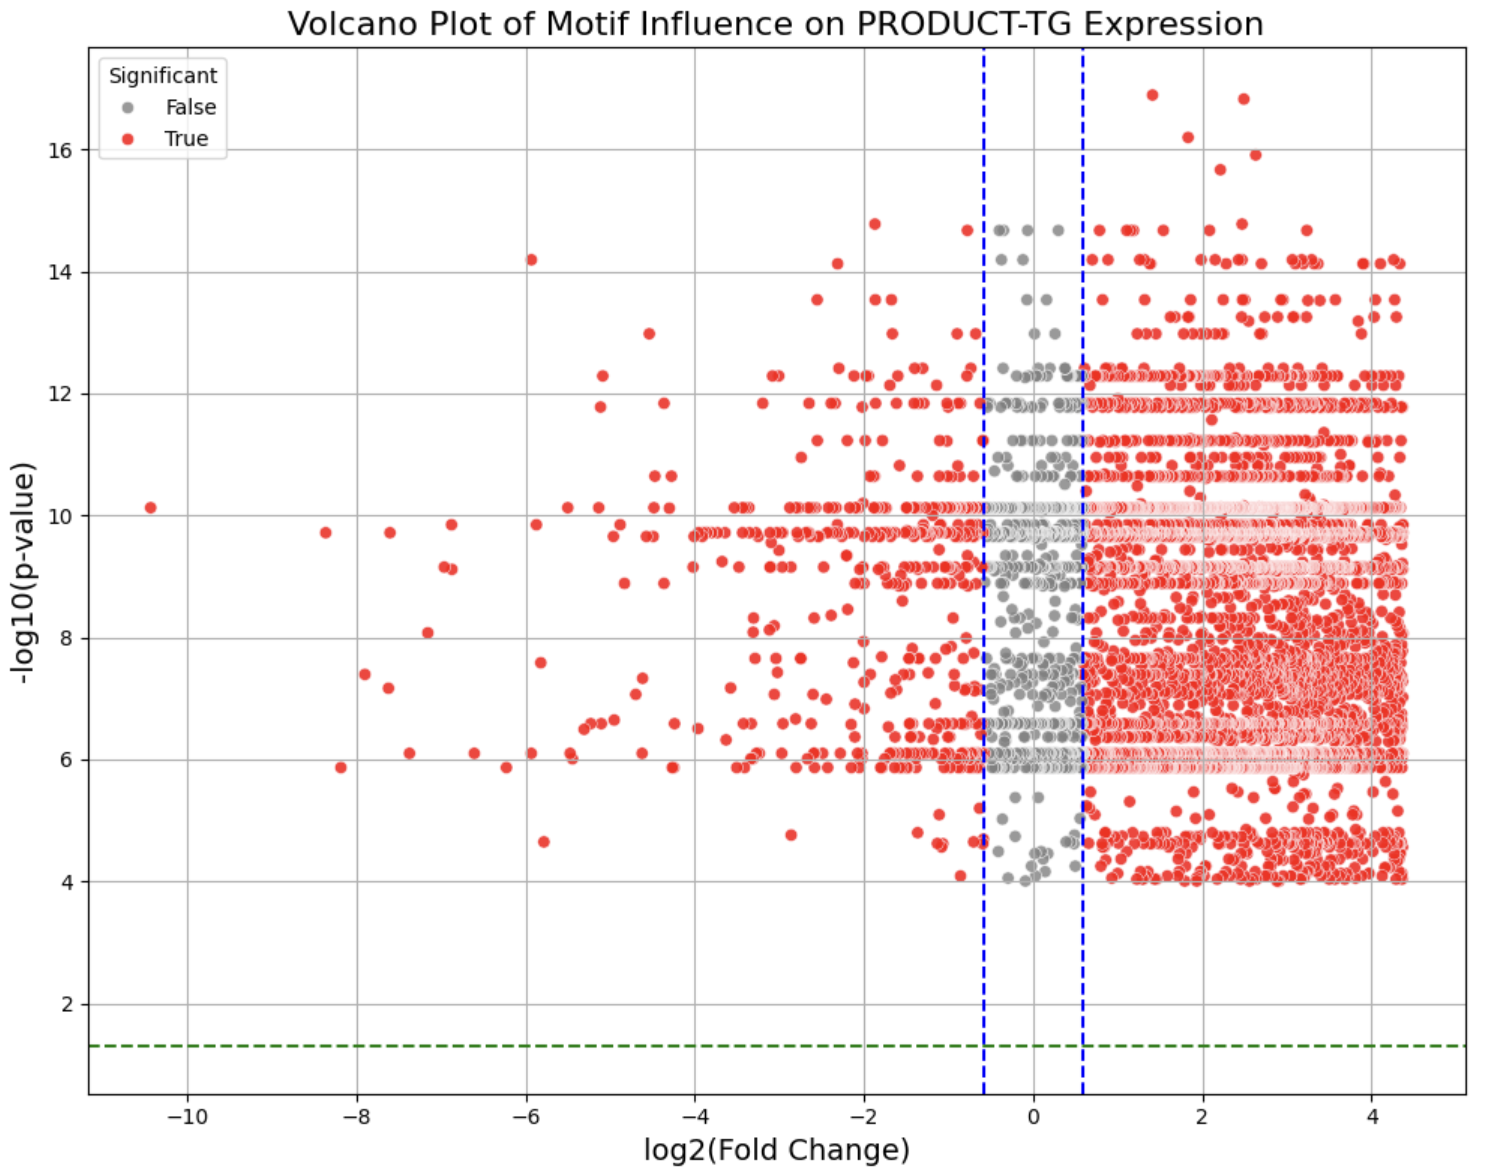 Volcano Plot of Motif Influence on PRODUCT-TG Expression
Significant
False
True
16
14
12
10
8
6
4
2
-log10(p-value)
−10 −8 −6 −4 −2 0 2 4
log2(Fold Change)